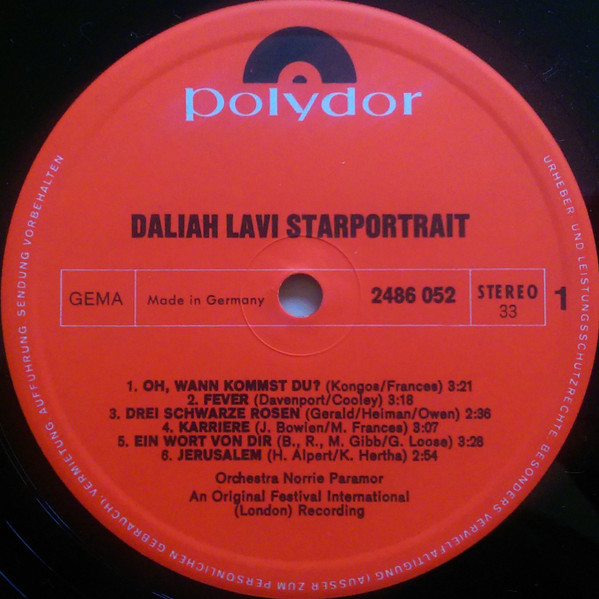 polydor
DALIAH LAVI STARPORTRAIT
GEMA
Made in Germany
2486 052
STEREO
33
1
1. OH, WANN KOMMST DU? (Kongos/Frances) 3:21
2. FEVER (Davenport/Cooley) 3:18
3. DREI SCHWARZE ROSEN (Gerald/Heiman/Owen) 2:36
4. KARRIERE (J. Bowien/M. Frances) 3:07
5. EIN WORT VON DIR (B., R., M. Gibb/G. Loose) 3:28
6. JERUSALEM (H. Alpert/K. Hertha) 2:54
Orchestra Norrie Paramor
An Original Festival International
(London) Recording
URHEBER- UND LEISTUNGSSCHUTZRECHTE BESONDERS VERVIELFÄLTIGUNG (AUSSER ZUM PERSÖNLICHEN GEBRAUCH), VERMIETUNG AUFFÜHRUNG SENDUNG VORBEHALTEN